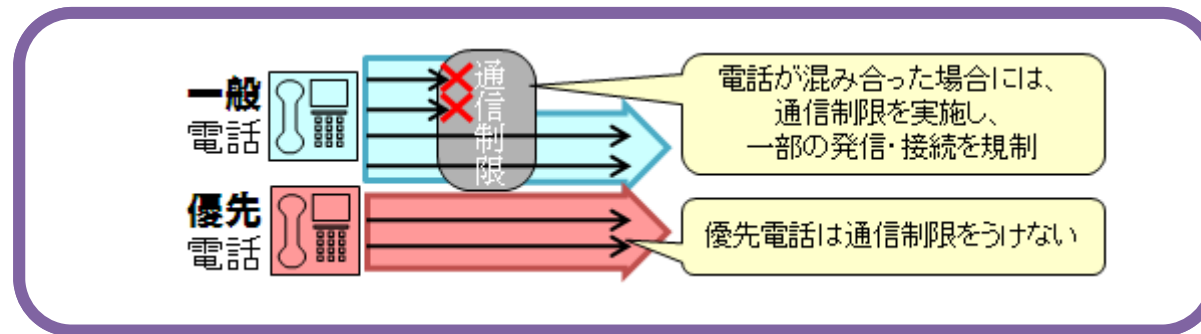 一般
電話
通信制限
電話が混み合った場合には、
通信制限を実施し、
一部の発信・接続を規制
優先
電話
優先電話は通信制限をうけない